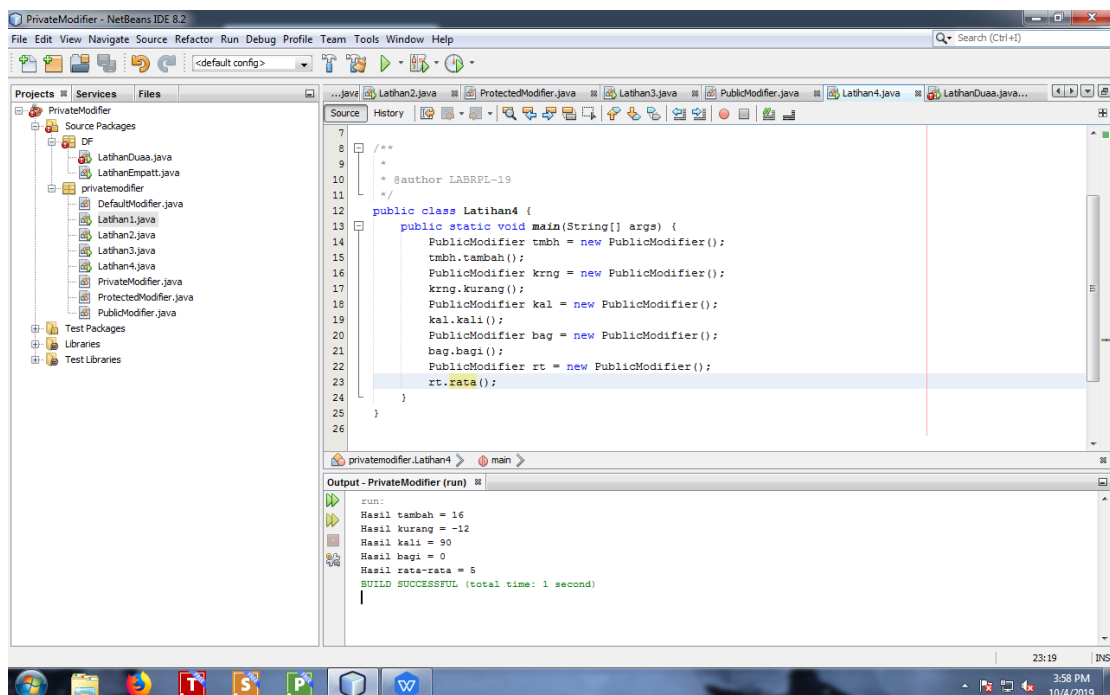 PrivateModifier - NetBeans IDE 8.2
File Edit View Navigate Source Refactor Run Debug Profile Team Tools Window Help
Search (Ctrl+I)
<default config>
Projects Services Files
...java Latihan2.java ProtectedModifier.java Latihan3.java PublicModifier.java Latihan4.java LatihanDuaa.java...
Source History
PrivateModifier
Source Packages
DF
LatihanDuaa.java
LatihanEmpatt.java
privatemodifier
DefaultModifier.java
Latihan1.java
Latihan2.java
Latihan3.java
Latihan4.java
PrivateModifier.java
ProtectedModifier.java
PublicModifier.java
Test Packages
Libraries
Test Libraries
7
8 /**
9 *
10 * @author LABRPL-19
11 */
12 public class Latihan4 {
13 public static void main(String[] args) {
14 PublicModifier tmbh = new PublicModifier();
15 tmbh.tambah();
16 PublicModifier krng = new PublicModifier();
17 krng.kurang();
18 PublicModifier kal = new PublicModifier();
19 kal.kali();
20 PublicModifier bag = new PublicModifier();
21 bag.bagi();
22 PublicModifier rt = new PublicModifier();
23 rt.rata();
24 }
25 }
26
privatemodifier.Latihan4 main
Output - PrivateModifier (run)
run:
Hasil tambah = 16
Hasil kurang = -12
Hasil kali = 90
Hasil bagi = 0
Hasil rata-rata = 5
BUILD SUCCESSFUL (total time: 1 second)
23:19 INS
T S P W
3:58 PM
10/4/2019